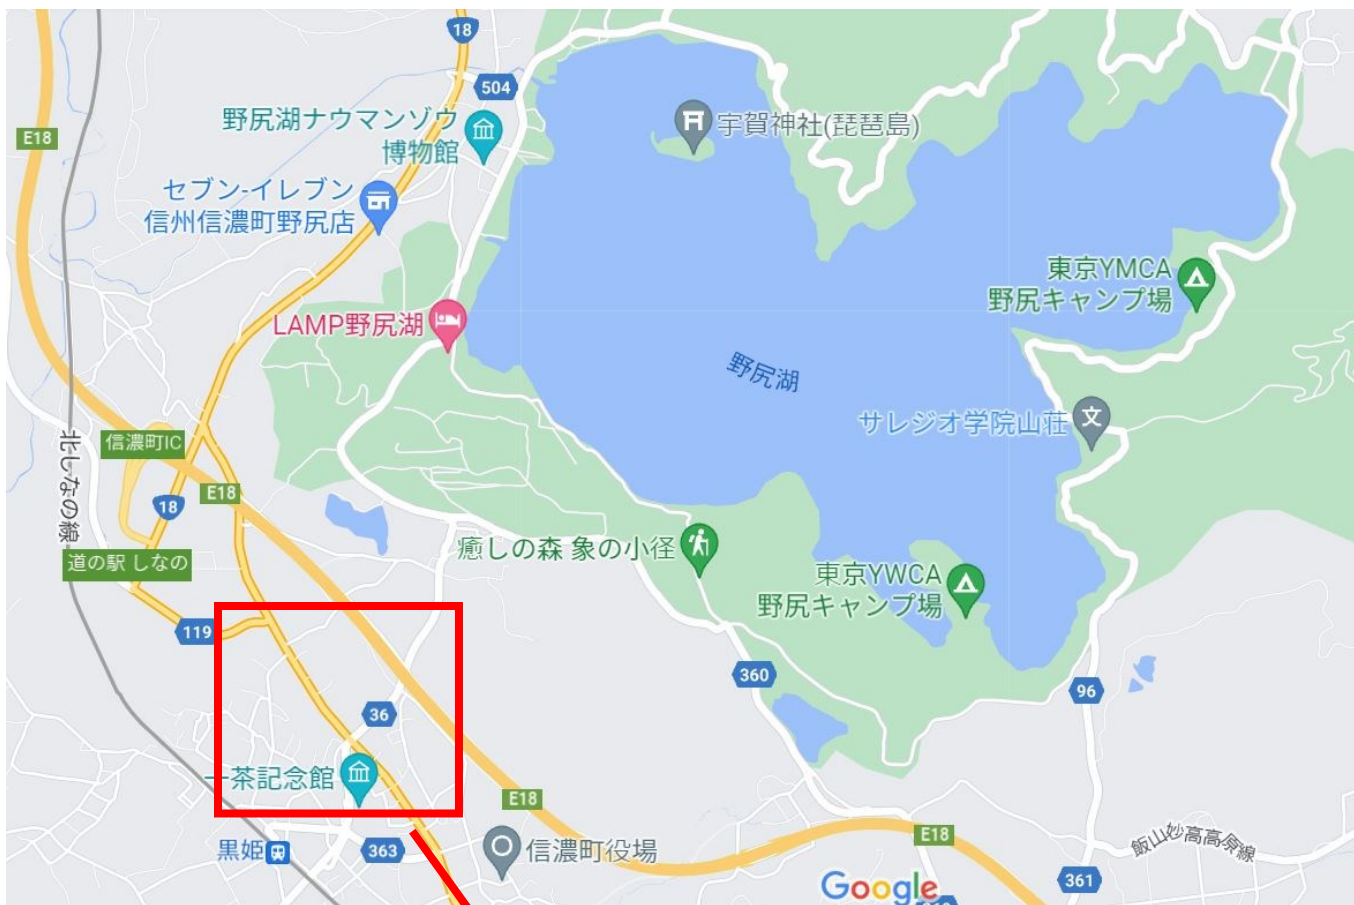 18
504
E18
野尻湖ナウマンゾウ
博物館
宇賀神社(琵琶島)
セブン-イレブン
信州信濃町野尻店
東京YMCA
野尻キャンプ場
LAMP野尻湖
野尻湖
サレジオ学院山荘
文
信濃町IC
北しなの線
E18
18
道の駅 しなの
癒しの森 象の小径
東京YWCA
野尻キャンプ場
119
360
96
36
一茶記念館
E18
黒姫
363
信濃町役場
E18
飯山妙高高原線
361
Google